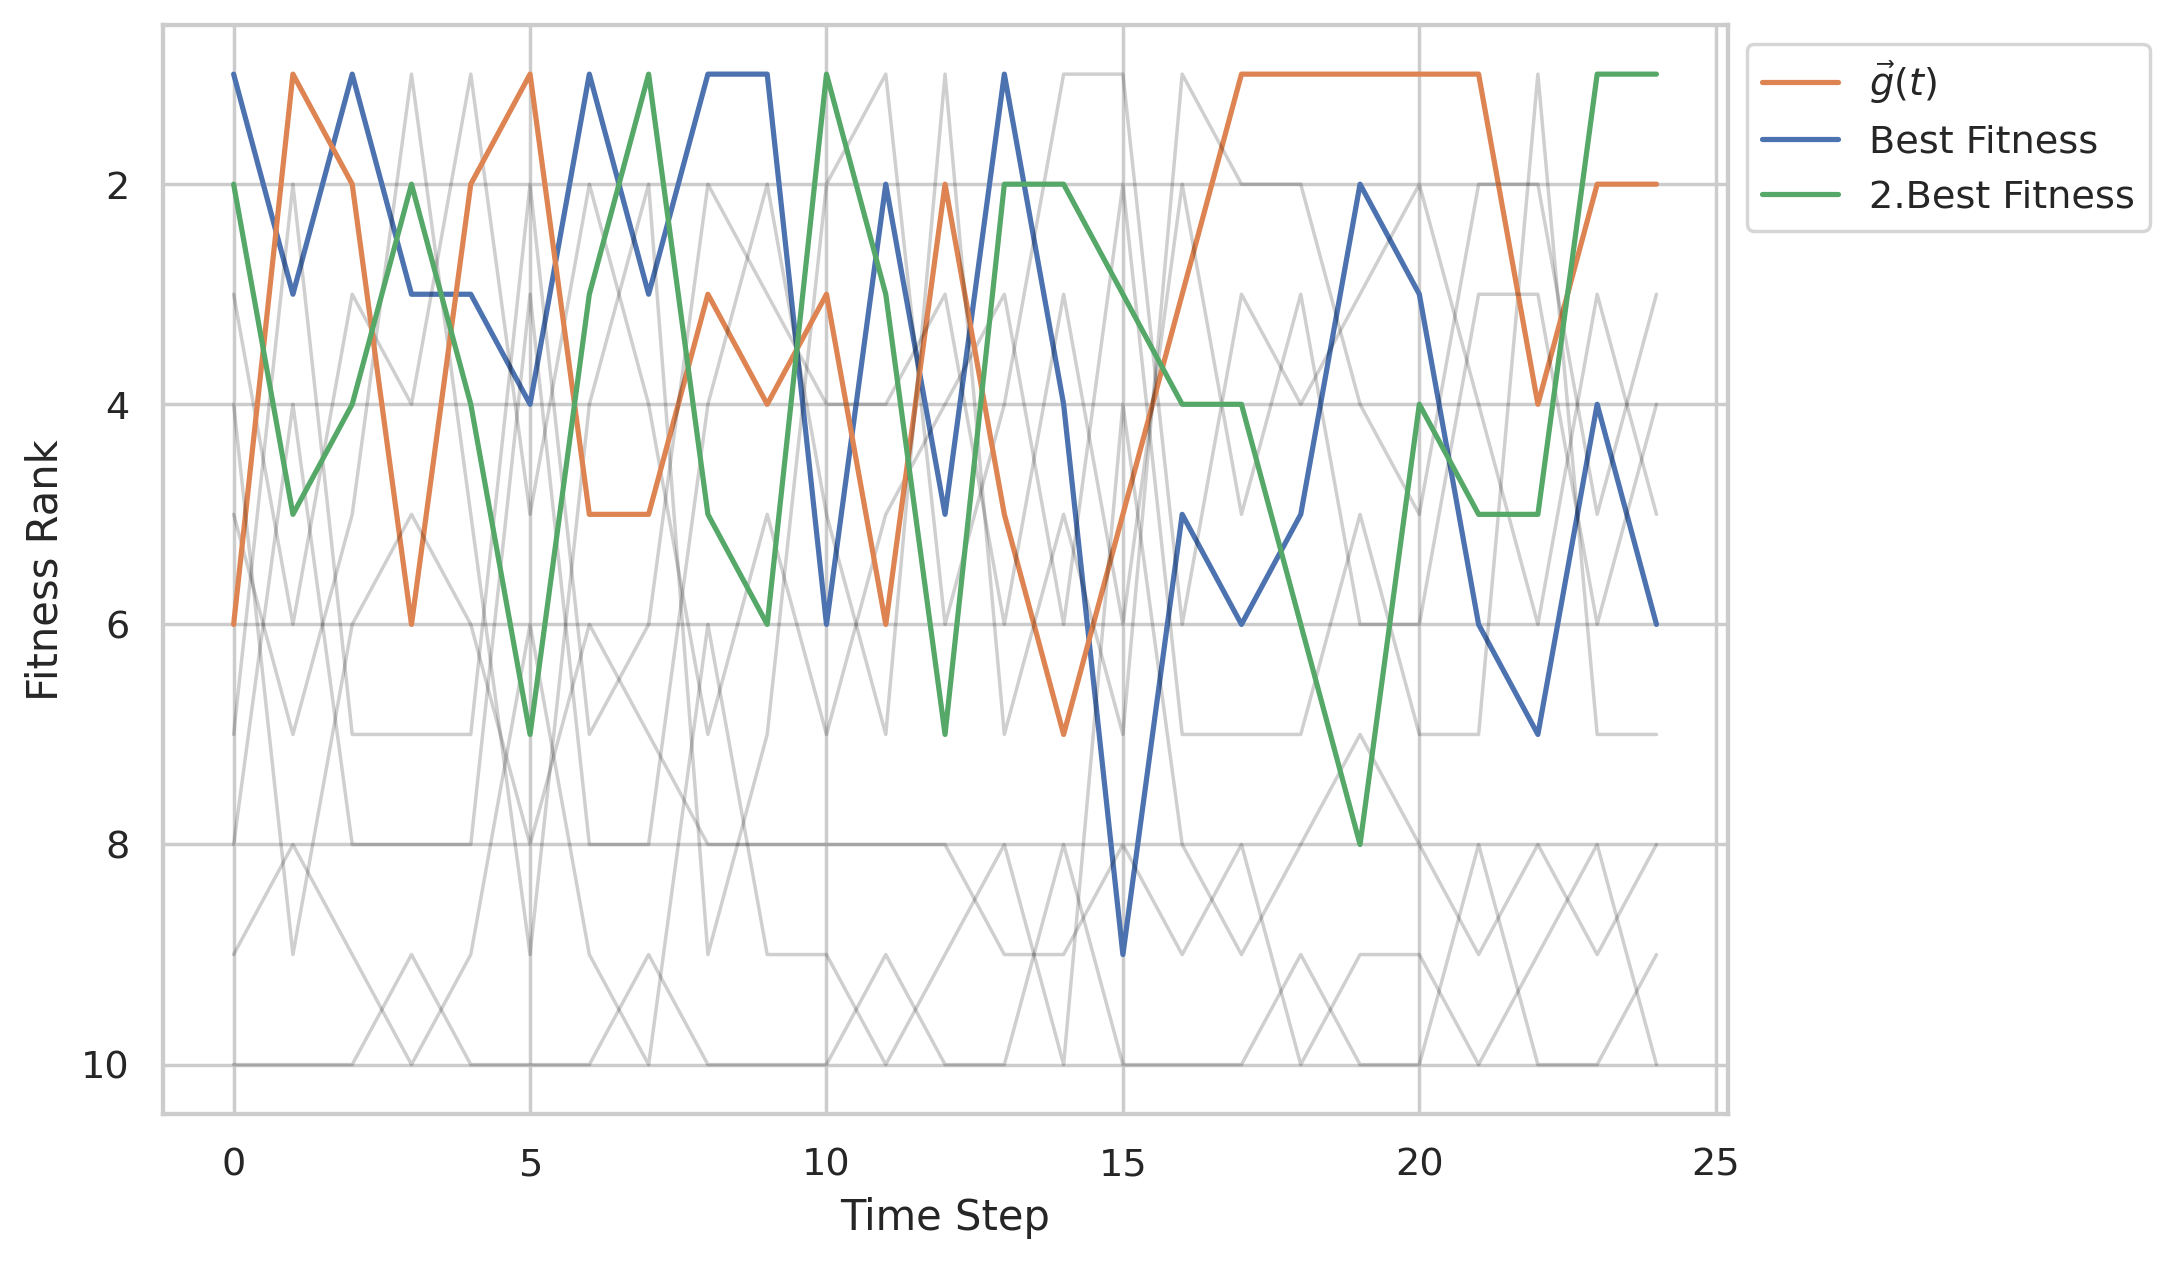 g⃗(t)
Best Fitness
2.Best Fitness
Fitness Rank
2
4
6
8
10
0 5 10 15 20 25
Time Step